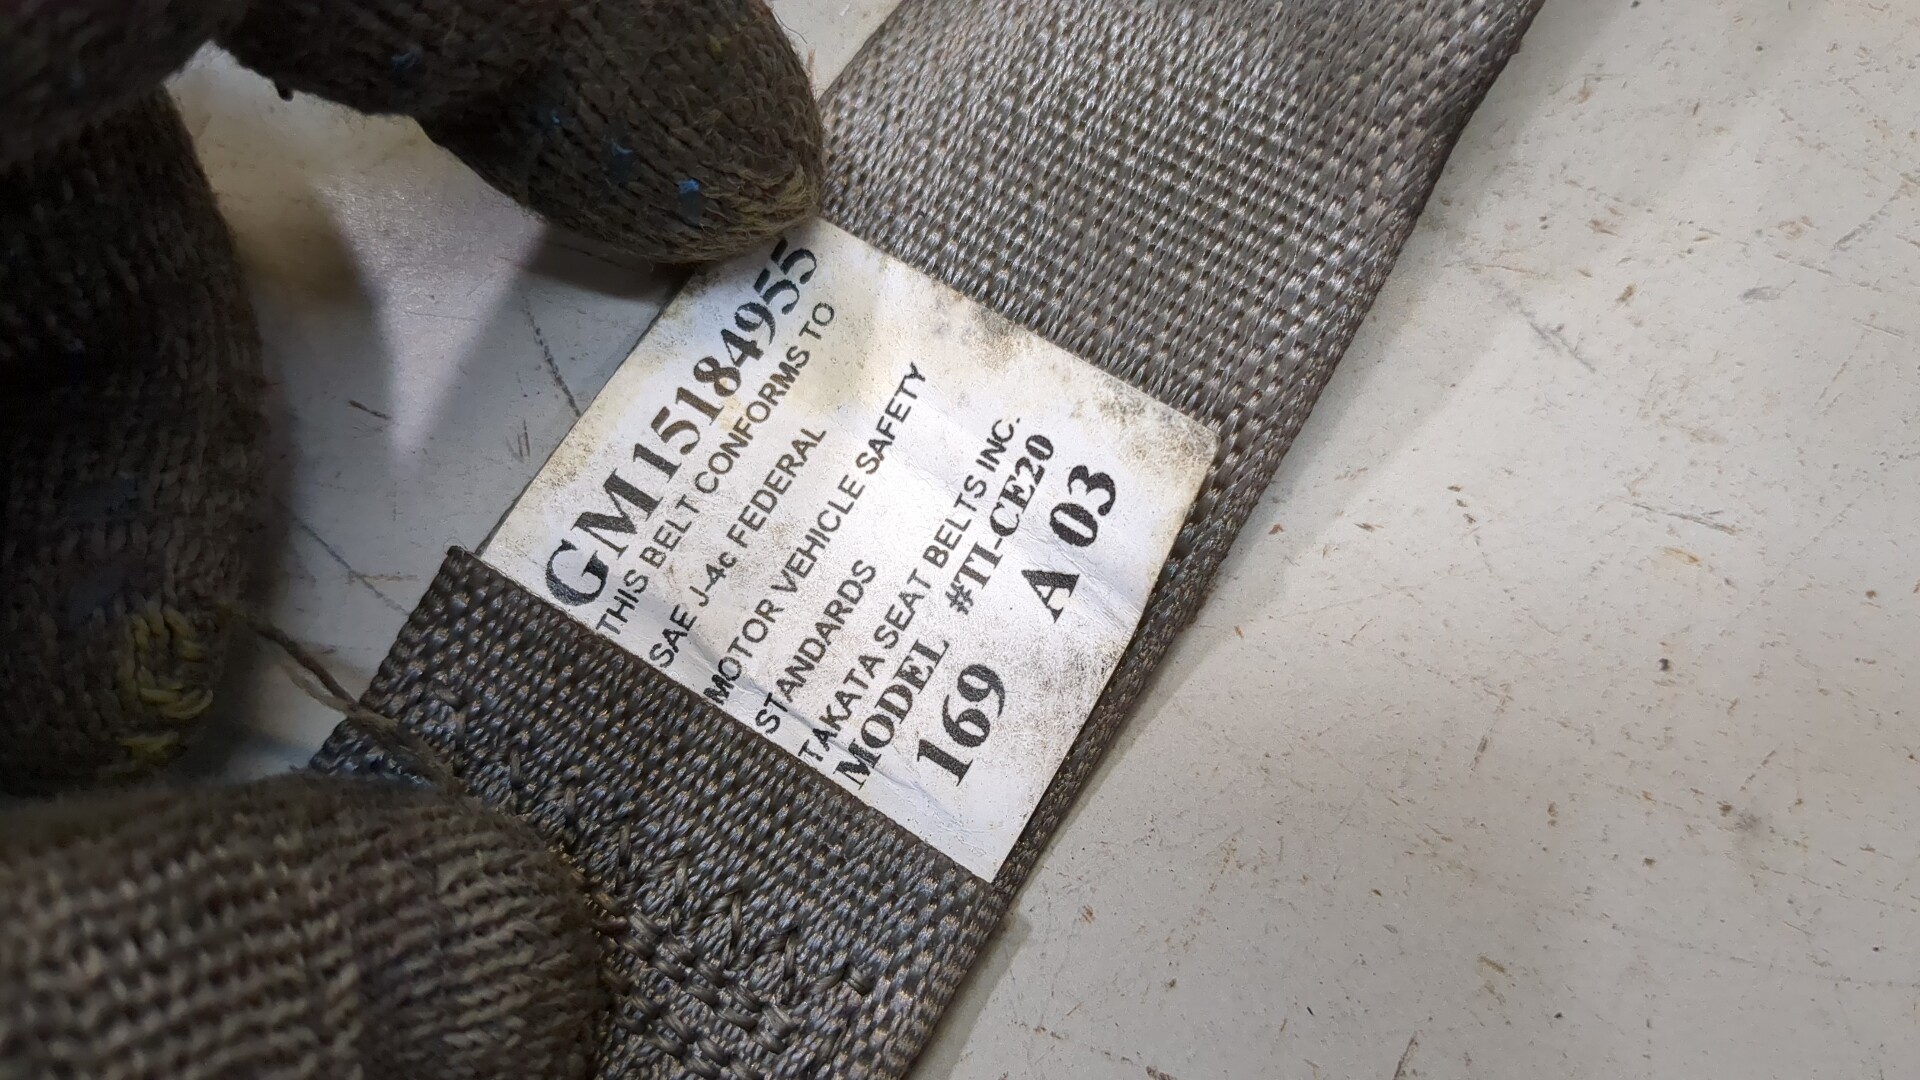 GM15184955
THIS BELT CONFORMS TO
SAE J-4c FEDERAL
MOTOR VEHICLE SAFETY
STANDARDS
TAKATA SEAT BELTS INC.
MODEL #TI-CE20
169 A 03